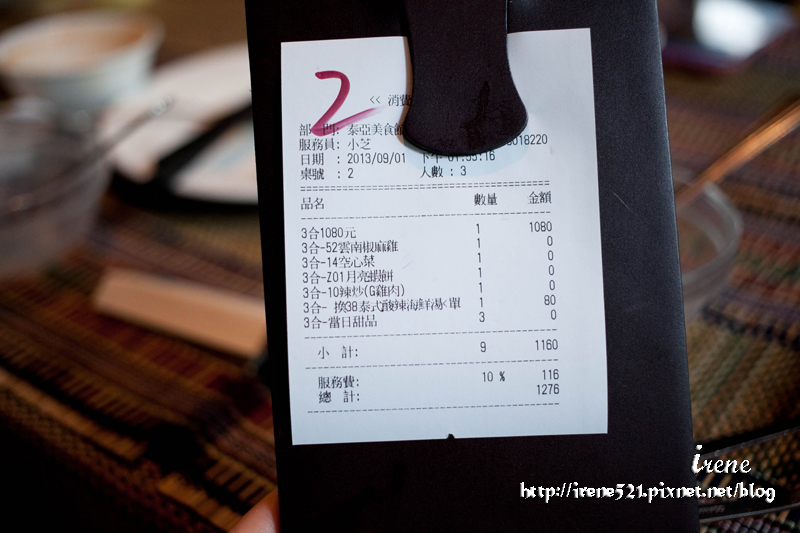 2
<< 消費
部 門: 泰亞美食館
服務員: 小芝 018220
日期 : 2013/09/01 下午 01:55:16
桌號 : 2 人數 : 3
品名 數量 金額
3合1080元 1 1080
3合-52雲南椒麻雞 1 0
3合-14空心菜 1 0
3合-Z01月亮蝦餅 1 0
3合-10辣炒(G雞肉) 1 0
3合- 換38泰式酸辣海鮮湯(單 1 80
3合-當日甜品 3 0
小 計: 9 1160
服務費: 10 % 116
總 計: 1276
irene
http://irene521.pixnet.net/blog